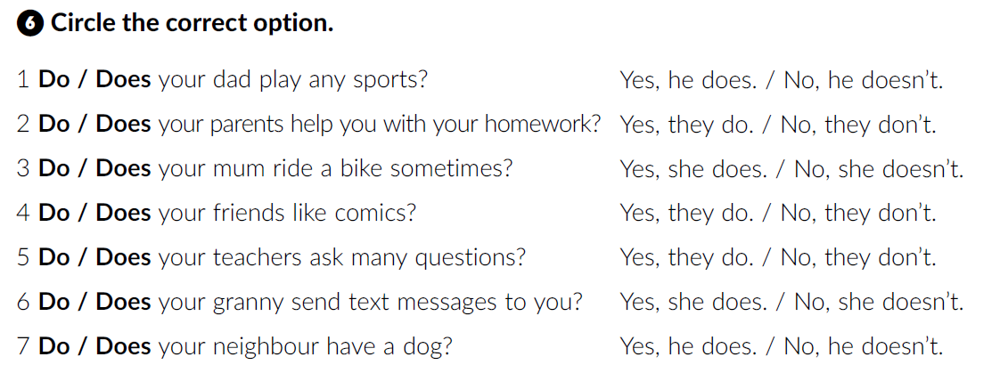 6 Circle the correct option.
1 Do / Does your dad play any sports? Yes, he does. / No, he doesn't.
2 Do / Does your parents help you with your homework? Yes, they do. / No, they don't.
3 Do / Does your mum ride a bike sometimes? Yes, she does. / No, she doesn't.
4 Do / Does your friends like comics? Yes, they do. / No, they don't.
5 Do / Does your teachers ask many questions? Yes, they do. / No, they don't.
6 Do / Does your granny send text messages to you? Yes, she does. / No, she doesn't.
7 Do / Does your neighbour have a dog? Yes, he does. / No, he doesn't.